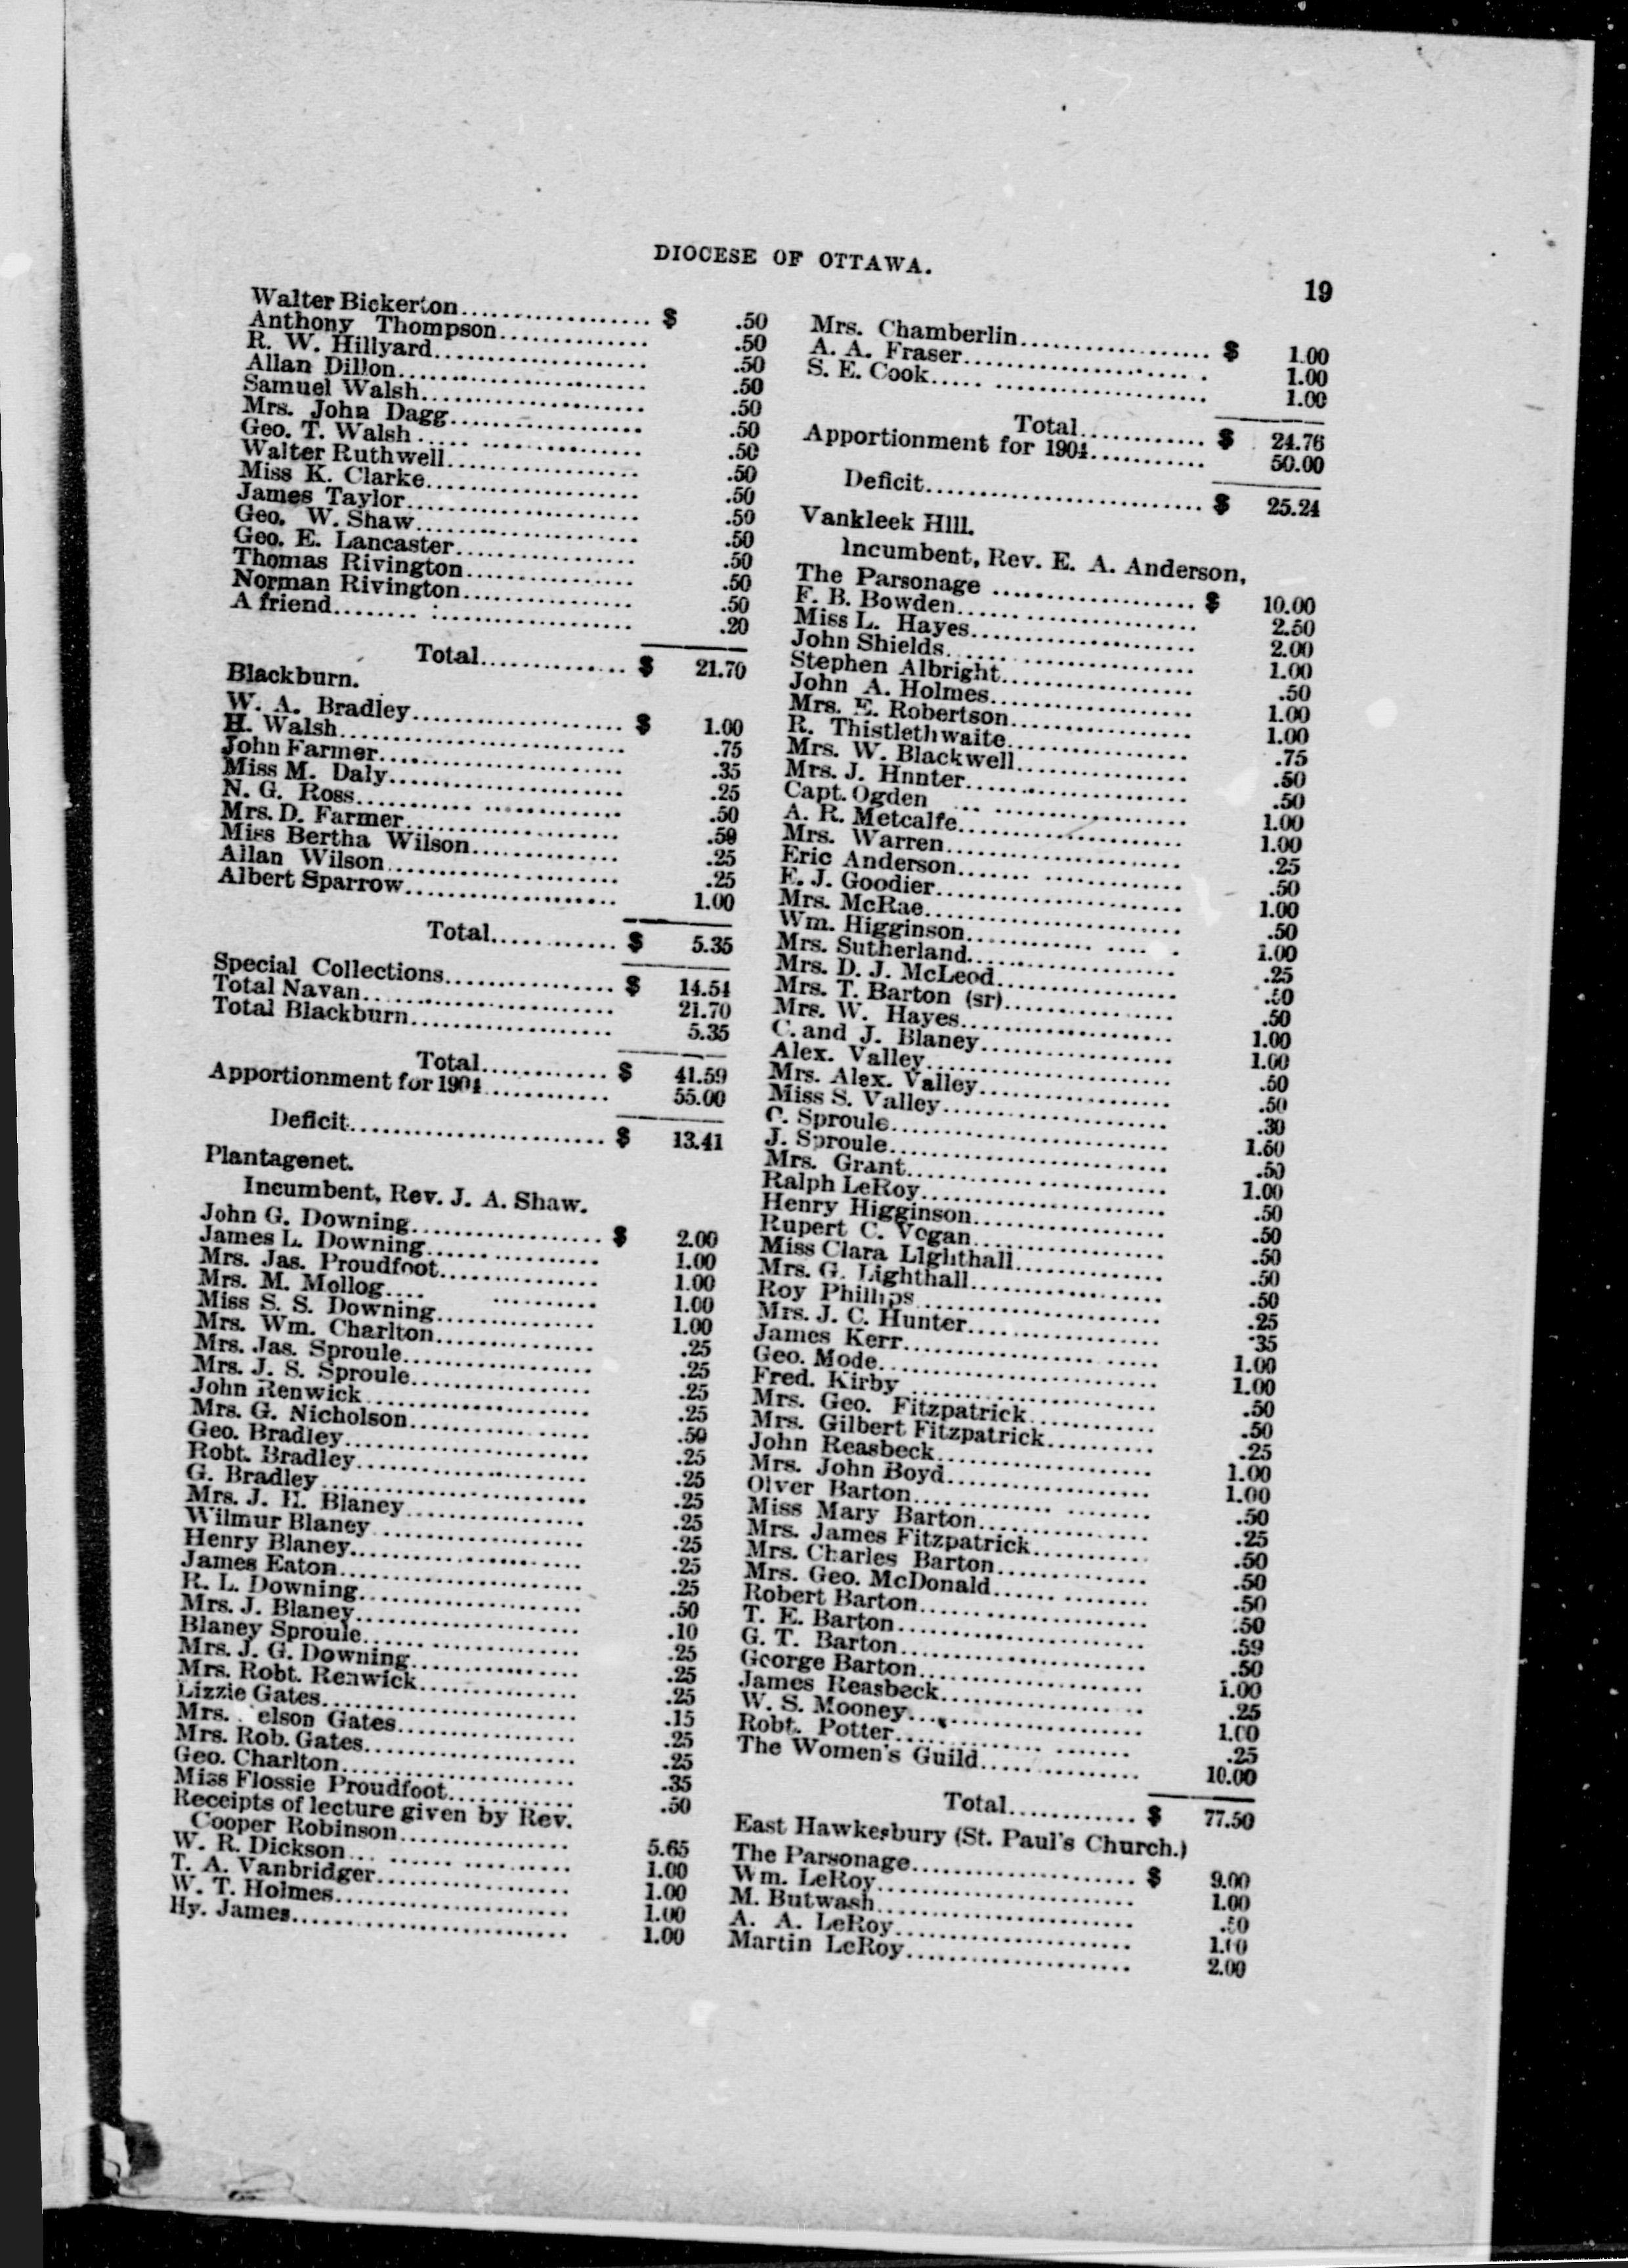 DIOCESE OF OTTAWA.
19
Walter Bickerton.................. $ .50
Anthony Thompson.............. .50
R. W. Hillyard.................... .50
Allan Dillon....................... .50
Samuel Walsh..................... .50
Mrs. John Dagg.................. .50
Geo. T. Walsh..................... .50
Walter Ruthwell.................. .50
Miss K. Clarke.................... .50
James Taylor...................... .50
Geo. W. Shaw..................... .50
Geo. E. Lancaster................ .50
Thomas Rivington................ .50
Norman Rivington................ .50
A friend............................ .20
Total.............. $ 21.70
Blackburn.
W. A. Bradley..................... $ 1.00
H. Walsh........................... .75
John Farmer....................... .35
Miss M. Daly...................... .25
N. G. Ross......................... .50
Mrs. D. Farmer.................... .50
Miss Bertha Wilson.............. .25
Allan Wilson...................... .25
Albert Sparrow.................... 1.00
Total............ $ 5.35
Special Collections................ $ 14.54
Total Navan....................... 21.70
Total Blackburn................... 5.35
Total............ $ 41.59
Apportionment for 1904............ 55.00
Deficit.......................... $ 13.41
Plantagenet.
Incumbent, Rev. J. A. Shaw.
John G. Downing................... $ 2.00
James L. Downing................. 1.00
Mrs. Jas. Proudfoot............... 1.00
Mrs. M. Mollog.... .......... 1.00
Miss S. S. Downing............... 1.00
Mrs. Wm. Charlton............... .25
Mrs. Jas. Sproule.................. .25
Mrs. J. S. Sproule................. .25
John Renwick...................... .25
Mrs. G. Nicholson................. .50
Geo. Bradley....................... .25
Robt. Bradley...................... .25
G. Bradley......................... .25
Mrs. J. H. Blaney.................. .25
Wilmur Blaney.................... .25
Henry Blaney...................... .25
James Eaton....................... .25
R. L. Downing..................... .50
Mrs. J. Blaney..................... .10
Blaney Sproule.................... .25
Mrs. J. G. Downing............... .25
Mrs. Robt. Renwick............... .25
Lizzie Gates........................ .15
Mrs. elson Gates................. .25
Mrs. Rob. Gates.................... .25
Geo. Charlton...................... .35
Miss Flossie Proudfoot............ .50
Receipts of lecture given by Rev.
Cooper Robinson................ 5.65
W. R. Dickson... ...... .......... 1.00
T. A. Vanbridger................... 1.00
W. T. Holmes...................... 1.00
Hy. James.......................... 1.00
Mrs. Chamberlin.................. $ 1.00
A. A. Fraser...................... 1.00
S. E. Cook..... .................... 1.00
Total............ $ 24.76
Apportionment for 1904........... 50.00
Deficit.......................... $ 25.24
Vankleek Hill.
Incumbent, Rev. E. A. Anderson,
The Parsonage .................... $ 10.00
F. B. Bowden....................... 2.50
Miss L. Hayes...................... 2.00
John Shields....................... 1.00
Stephen Albright.................. .50
John A. Holmes.................... 1.00
Mrs. E. Robertson................. 1.00
R. Thistlethwaite.................. .75
Mrs. W. Blackwell................. .50
Mrs. J. Hnnter..................... .50
Capt. Ogden ... ................. 1.00
A. R. Metcalfe..................... 1.00
Mrs. Warren....................... .25
Eric Anderson..................... .50
E. J. Goodier....................... 1.00
Mrs. McRae........................ .50
Wm. Higginson.................... 1.00
Mrs. Sutherland................... .25
Mrs. D. J. McLeod................. .50
Mrs. T. Barton (sr)................ .50
Mrs. W. Hayes..................... 1.00
C. and J. Blaney................... 1.00
Alex. Valley........................ .50
Mrs. Alex. Valley.................. .50
Miss S. Valley...................... .30
C. Sproule.......................... 1.50
J. Sproule........................... .50
Mrs. Grant......................... 1.00
Ralph LeRoy....................... .50
Henry Higginson.................. .50
Rupert C. Vogan................... .50
Miss Clara Lighthall............... .50
Mrs. G. Lighthall................... .50
Roy Phillips........................ .25
Mrs. J. C. Hunter.................. .35
James Kerr......................... 1.00
Geo. Mode.......................... 1.00
Fred. Kirby ....................... .50
Mrs. Geo. Fitzpatrick............. .50
Mrs. Gilbert Fitzpatrick.......... .25
John Reasbeck..................... 1.00
Mrs. John Boyd.................... 1.00
Olver Barton............. ........ .50
Miss Mary Barton................. .25
Mrs. James Fitzpatrick........... .50
Mrs. Charles Barton.............. .50
Mrs. Geo. McDonald...... ........ .50
Robert Barton..................... .50
T. E. Barton....................... .59
G. T. Barton....................... .50
George Barton..................... 1.00
James Reasbeck................... .25
W. S. Mooney...................... 1.00
Robt. Potter............. ....... .25
The Women's Guild............... 10.00
Total............ $ 77.50
East Hawkesbury (St. Paul's Church.)
The Parsonage..................... $ 9.00
Wm. LeRoy........................ 1.00
M. Butwash........................ .50
A. A. LeRoy....................... 1.00
Martin LeRoy..................... 2.00